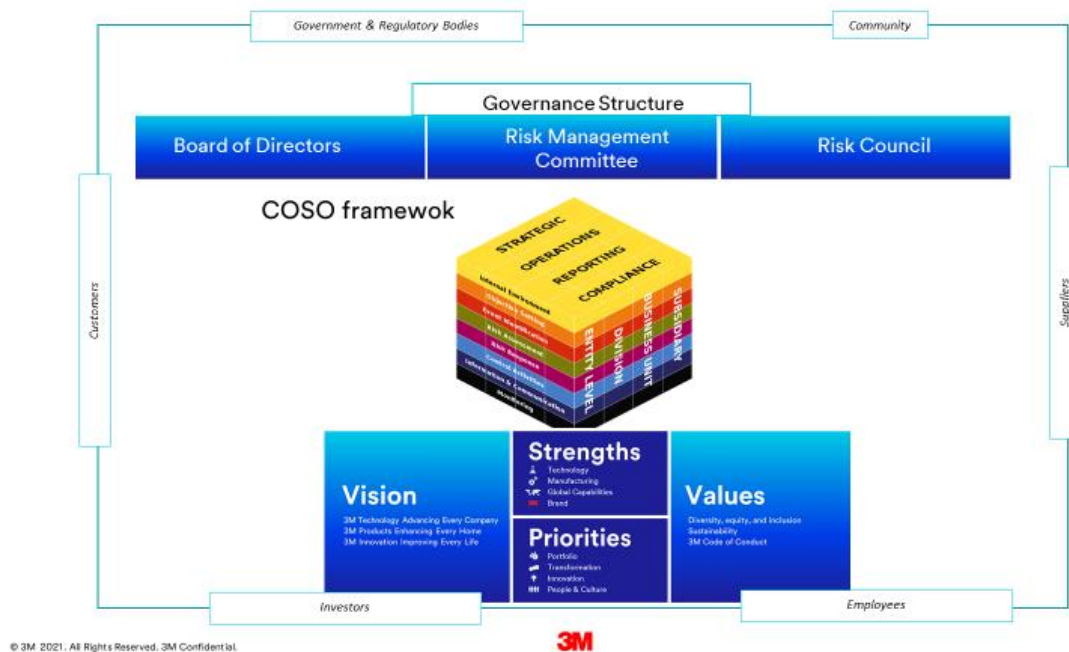 Government & Regulatory Bodies
Community
Governance Structure
Board of Directors
Risk Management
Committee
Risk Council
Customers
Suppliers
COSO framewok
STRATEGIC
OPERATIONS
REPORTING
COMPLIANCE
Internal Environment
Objective Setting
Event Identification
Risk Assessment
Risk Response
Control Activities
Information & Communication
Monitoring
ENTITY LEVEL
DIVISION
BUSINESS UNIT
SUBSIDIARY
Vision
3M Technology Advancing Every Company
3M Products Enhancing Every Home
3M Innovation Improving Every Life
Strengths
Technology
Manufacturing
Global Capabilities
Brand
Priorities
Portfolio
Transformation
Innovation
People & Culture
Values
Diversity, equity, and inclusion
Sustainability
3M Code of Conduct
Investors
Employees
© 3M 2021. All Rights Reserved. 3M Confidential.
3M